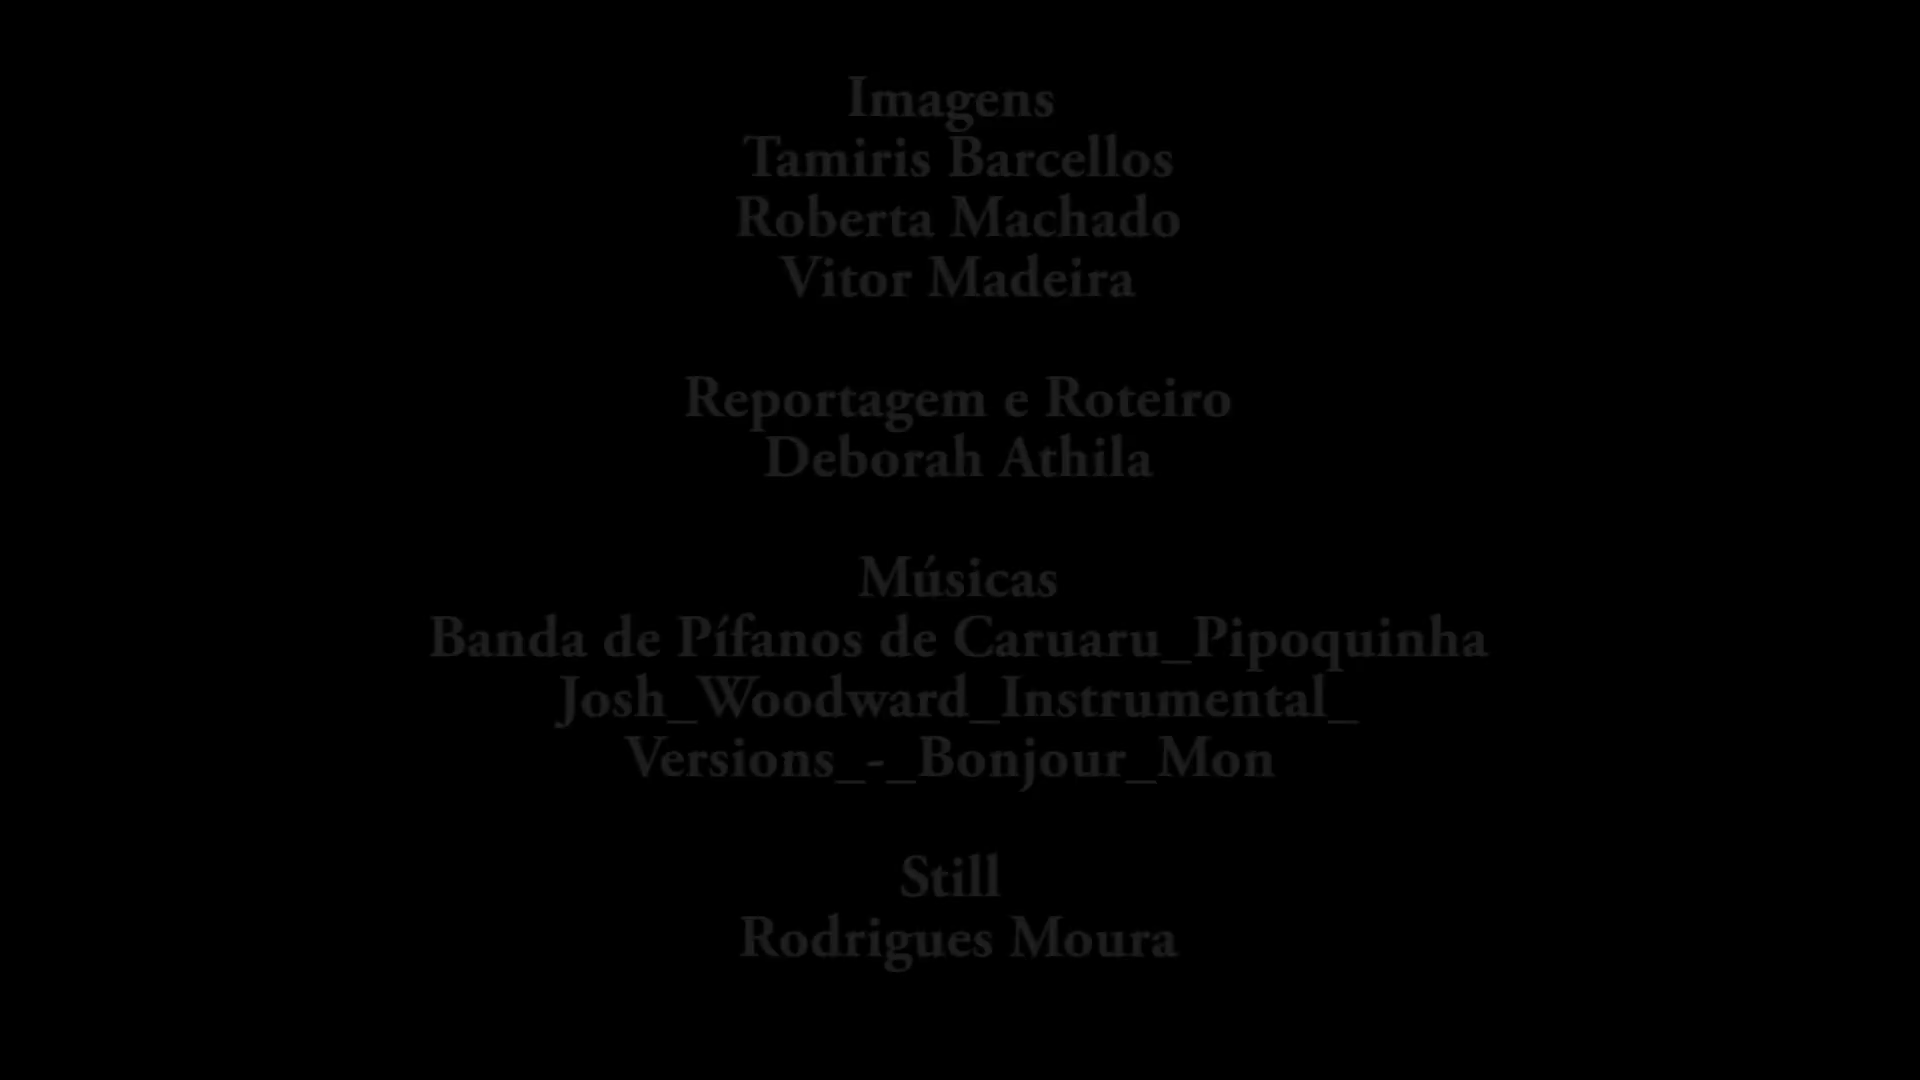 Imagens
Tamiris Barcellos
Roberta Machado
Vitor Madeira
Reportagem e Roteiro
Deborah Athila
Músicas
Banda de Pífanos de Caruaru_Pipoquinha
Josh_Woodward_Instrumental_
Versions_-_Bonjour_Mon
Still
Rodrigues Moura